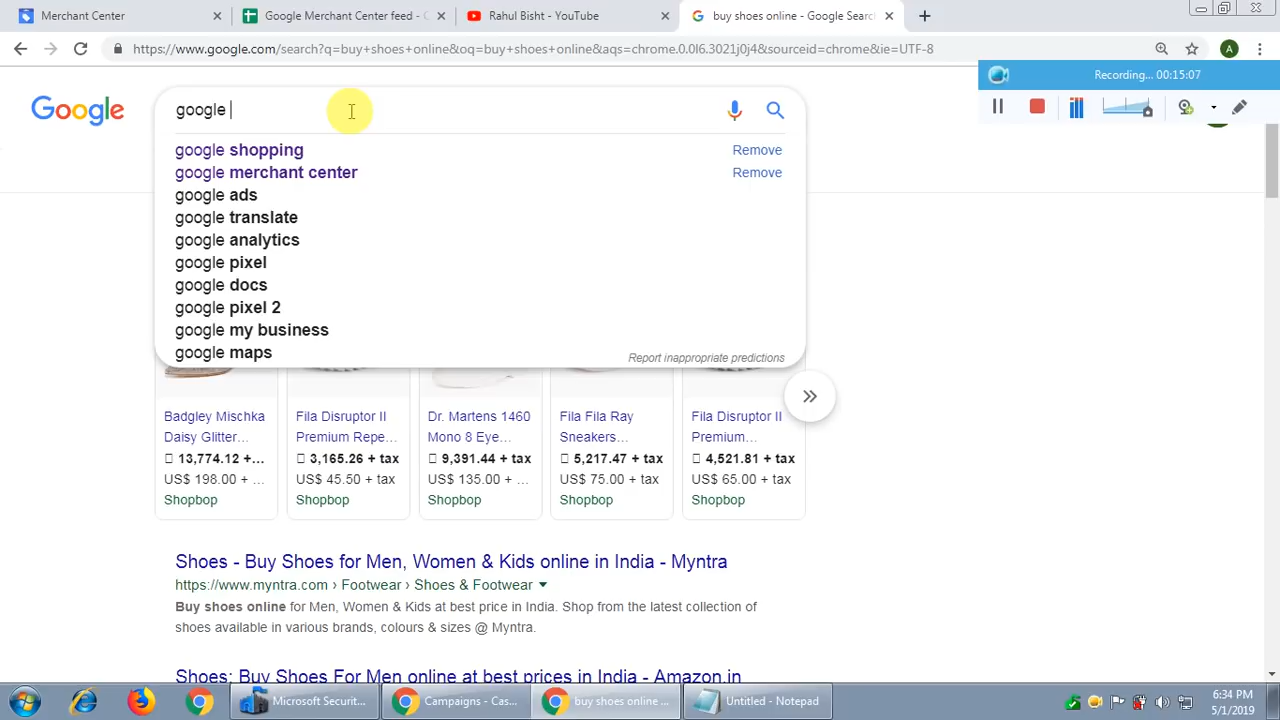 Merchant Center
Google Merchant Center feed - G
Rahul Bisht - YouTube
buy shoes online - Google Search
https://www.google.com/search?q=buy+shoes+online&oq=buy+shoes+online&aqs=chrome.0.0l6.3021j0j4&sourceid=chrome&ie=UTF-8
A
Recording... 00:15:07
Google
google
google shopping
Remove
google merchant center
Remove
google ads
google translate
google analytics
google pixel
google docs
google pixel 2
google my business
google maps
Report inappropriate predictions
Badgley Mischka
Daisy Glitter...
13,774.12 +...
US$ 198.00 + ...
Shopbop
Fila Disruptor II
Premium Repe...
3,165.26 + tax
US$ 45.50 + tax
Shopbop
Dr. Martens 1460
Mono 8 Eye...
9,391.44 + tax
US$ 135.00 + ...
Shopbop
Fila Fila Ray
Sneakers...
5,217.47 + tax
US$ 75.00 + tax
Shopbop
Fila Disruptor II
Premium...
4,521.81 + tax
US$ 65.00 + tax
Shopbop
Shoes - Buy Shoes for Men, Women & Kids online in India - Myntra
https://www.myntra.com › Footwear › Shoes & Footwear
Buy shoes online for Men, Women & Kids at best price in India. Shop from the latest collection of
shoes available in various brands, colours & sizes @ Myntra.
Shoes: Buy Shoes For Men online at best prices in India - Amazon.in
Microsoft Securit...
Campaigns - Cas...
buy shoes online ...
Untitled - Notepad
6:34 PM
5/1/2019